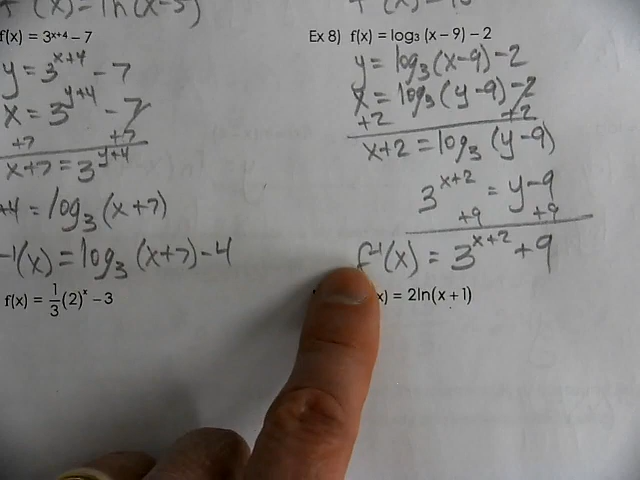 f(x) = ln(x-5)
f(x) = 3^(x+4) - 7
y = 3^(x+4) - 7
x = 3^(y+4) - 7
+7 +7
x+7 = 3^(y+4)
+4 = log₃(x+7)
-1(x) = log₃(x+7) - 4
f(x) = 1/3 (2)^x - 3
Ex 8) f(x) = log₃ (x - 9) - 2
y = log₃(x-9) - 2
x = log₃(y-9) - 2
+2 +2
x+2 = log₃(y-9)
3^(x+2) = y-9
+9 +9
f⁻¹(x) = 3^(x+2) + 9
x) = 2ln(x + 1)